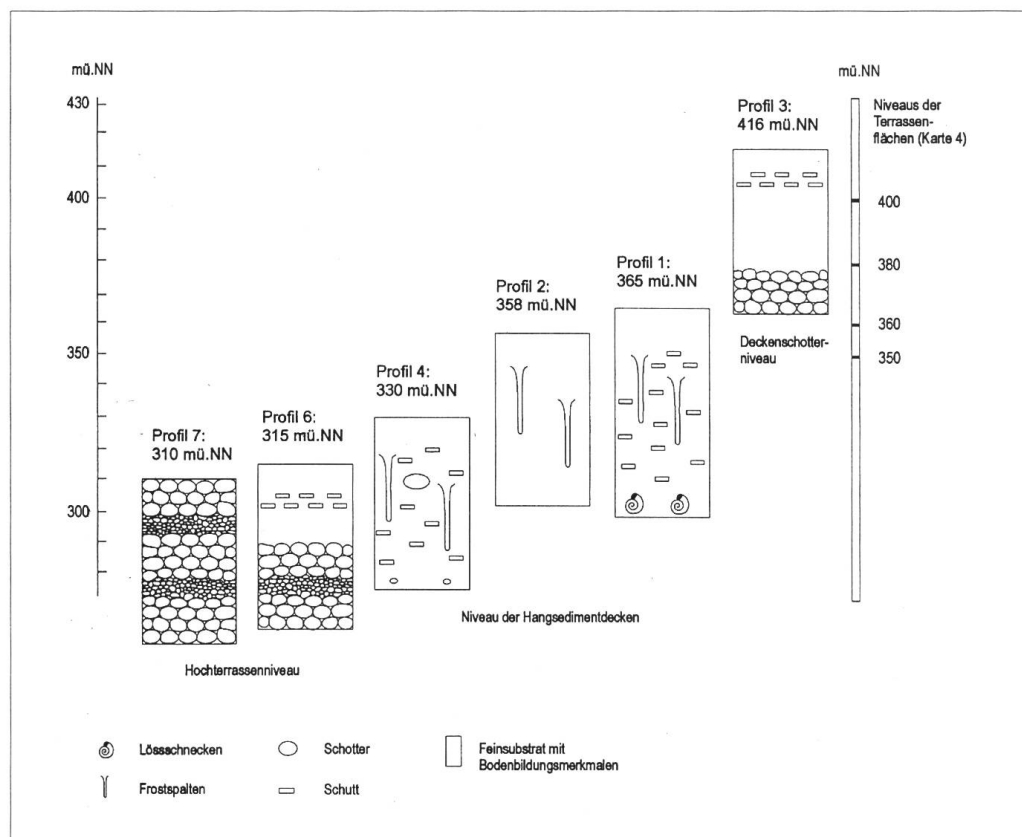 mü.NN
430
400
350
300
Profil 7:
310 mü.NN
Profil 6:
315 mü.NN
Hochterrassenniveau
Profil 4:
330 mü.NN
Profil 2:
358 mü.NN
Profil 1:
365 mü.NN
Niveau der Hangsedimentdecken
Profil 3:
416 mü.NN
Deckenschotter-
niveau
mü.NN
Niveaus der
Terrassen-
flächen (Karte 4)
400
380
360
350
Lössschnecken
Schotter
Feinsubstrat mit
Bodenbildungsmerkmalen
Frostspalten
Schutt